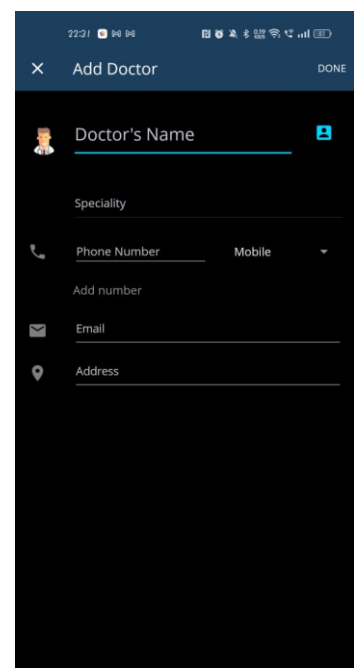 22:31
Add Doctor DONE
Doctor's Name
Speciality
Phone Number Mobile
Add number
Email
Address